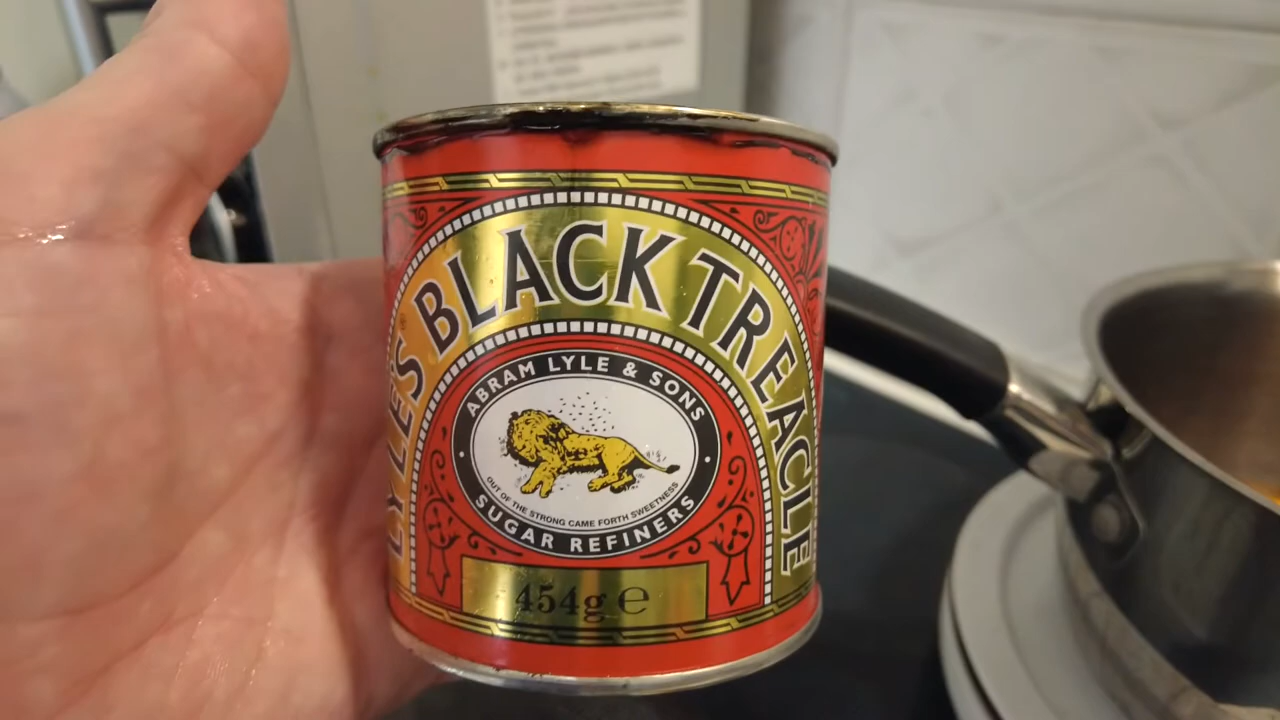 LYLE'S BLACK TREACLE
ABRAM LYLE & SONS
OUT OF THE STRONG CAME FORTH SWEETNESS
SUGAR REFINERS
454g ℮